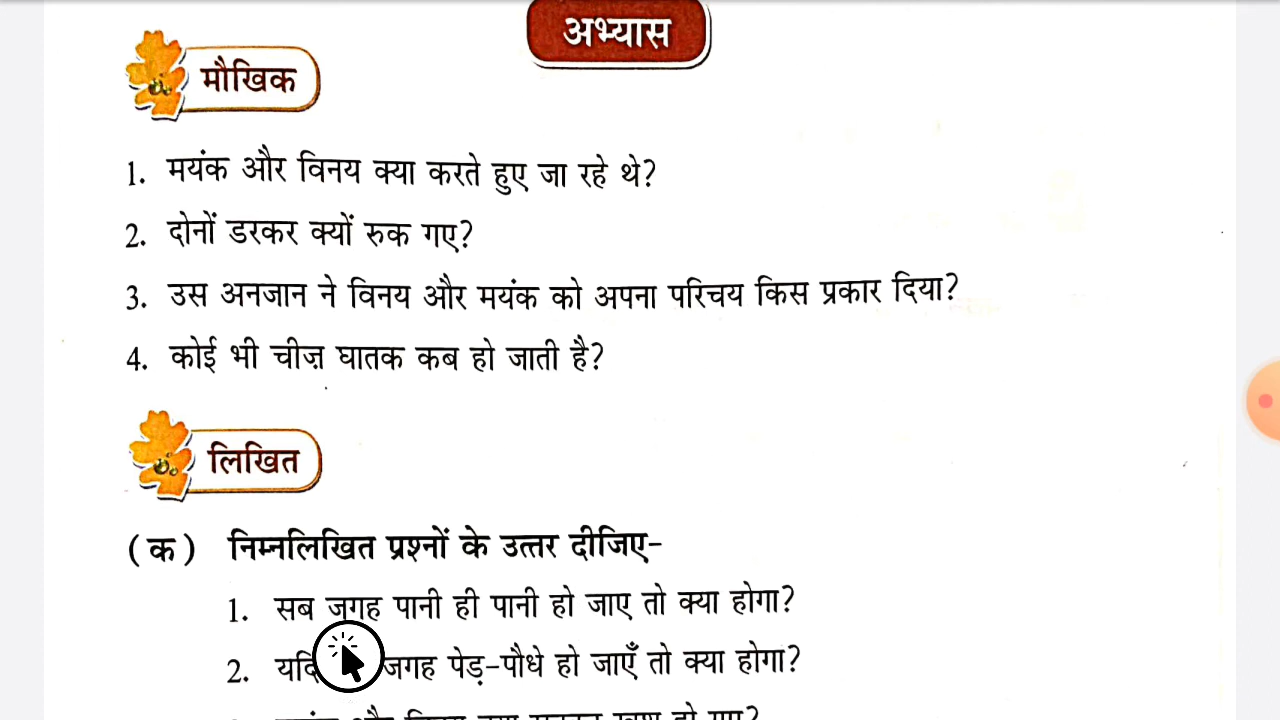 अभ्यास
मौखिक
1. मयंक और विनय क्या करते हुए जा रहे थे?
2. दोनों डरकर क्यों रुक गए?
3. उस अनजान ने विनय और मयंक को अपना परिचय किस प्रकार दिया?
4. कोई भी चीज़ घातक कब हो जाती है?
लिखित
(क) निम्नलिखित प्रश्नों के उत्तर दीजिए-
1. सब जगह पानी ही पानी हो जाए तो क्या होगा?
2. यदि जगह पेड़-पौधे हो जाएँ तो क्या होगा?